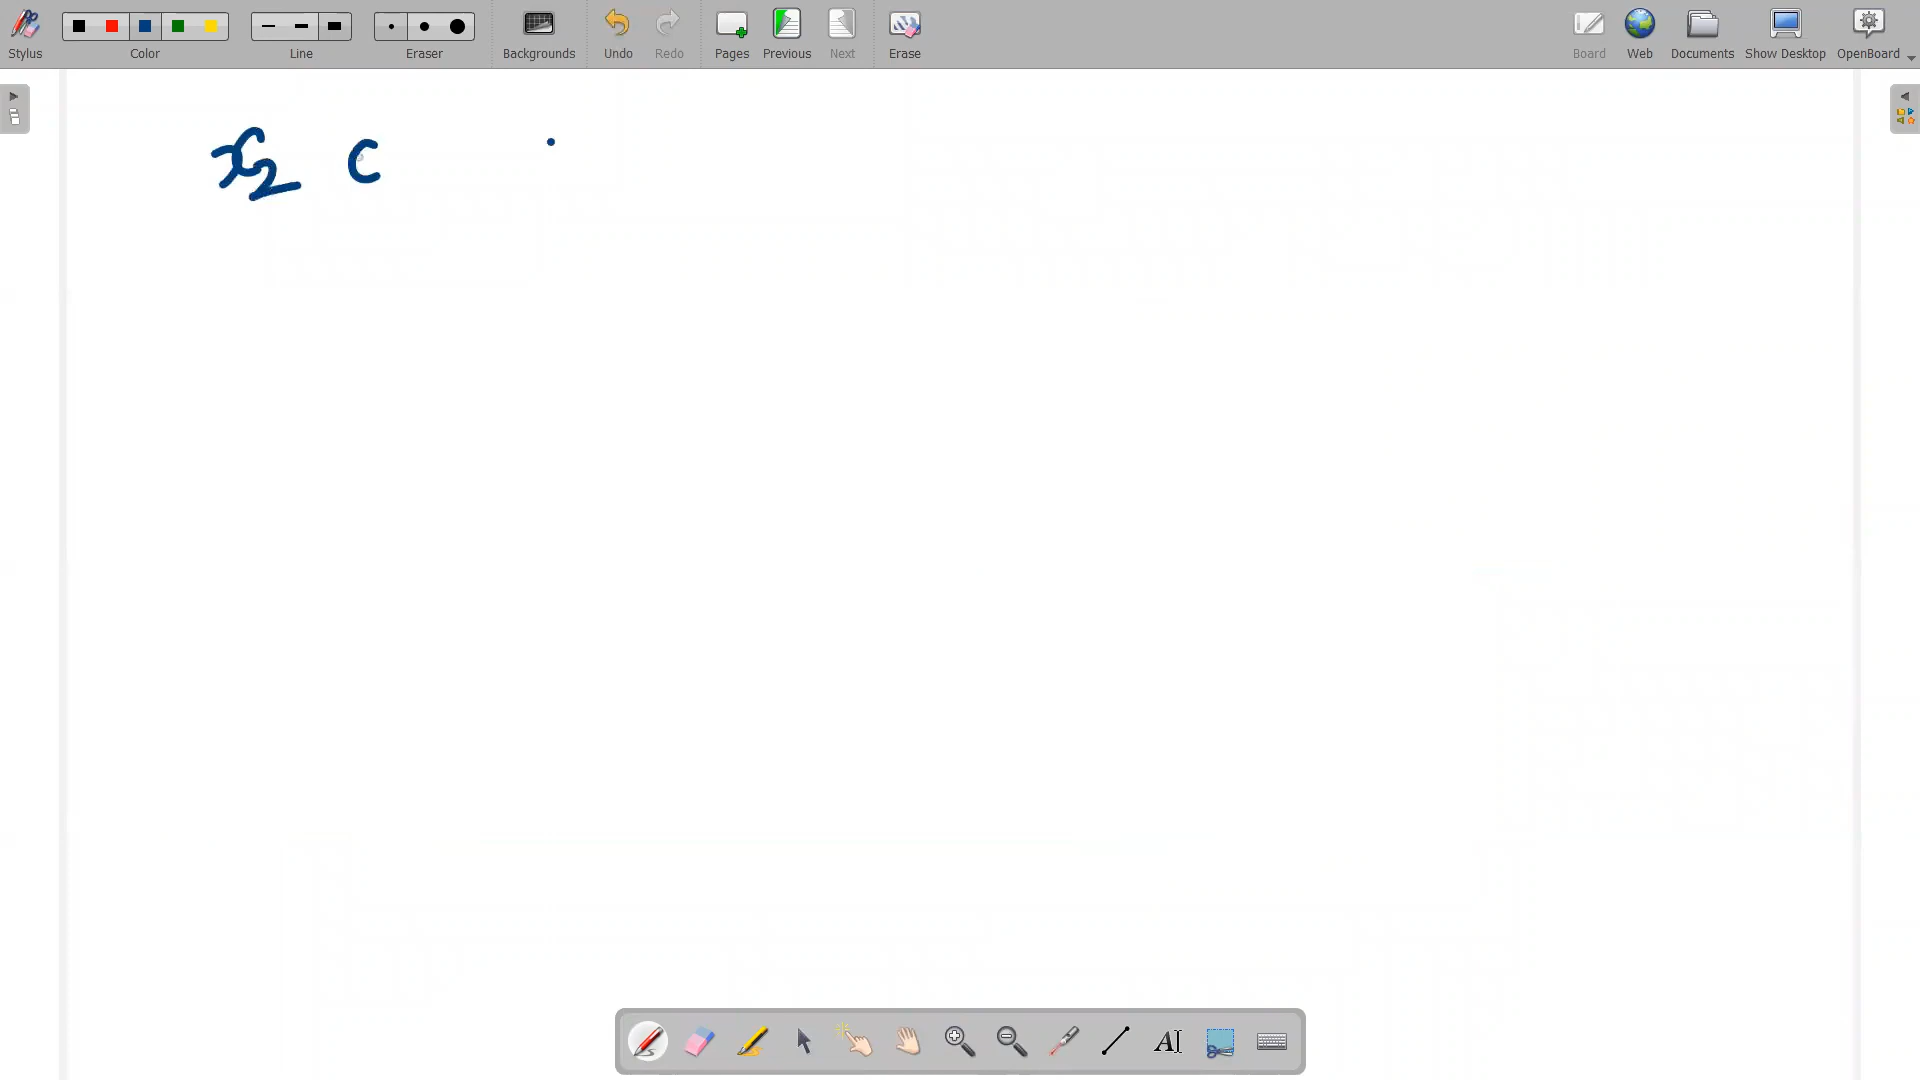 Stylus Color Line Eraser Backgrounds Undo Redo Pages Previous Next Erase Board Web Documents Show Desktop OpenBoard
x₂ c .